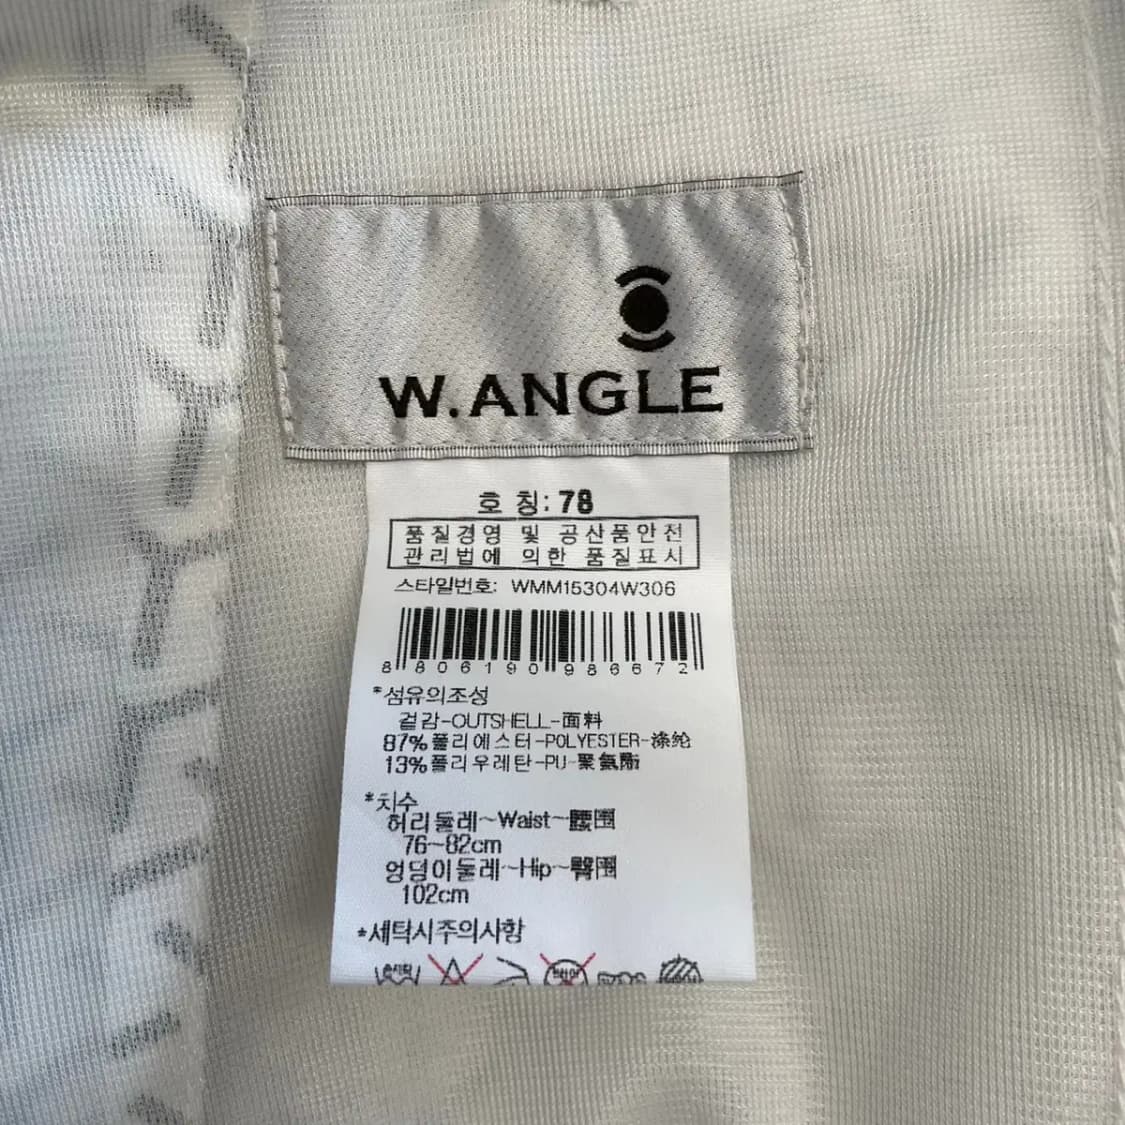 W.ANGLE
호 칭: 78
품질경영 및 공산품안전
관리법에 의한 품질표시
스타일번호: WMM15304W306
8 806190 986672
*섬유의조성
겉감-OUTSHELL-面料
87%폴리에스터-POLYESTER-涤纶
13%폴리우레탄-PU-聚氨酯
*치수
허리둘레~Waist~腰围
76~82cm
엉덩이둘레~Hip~臀围
102cm
*세탁시주의사항
손세탁